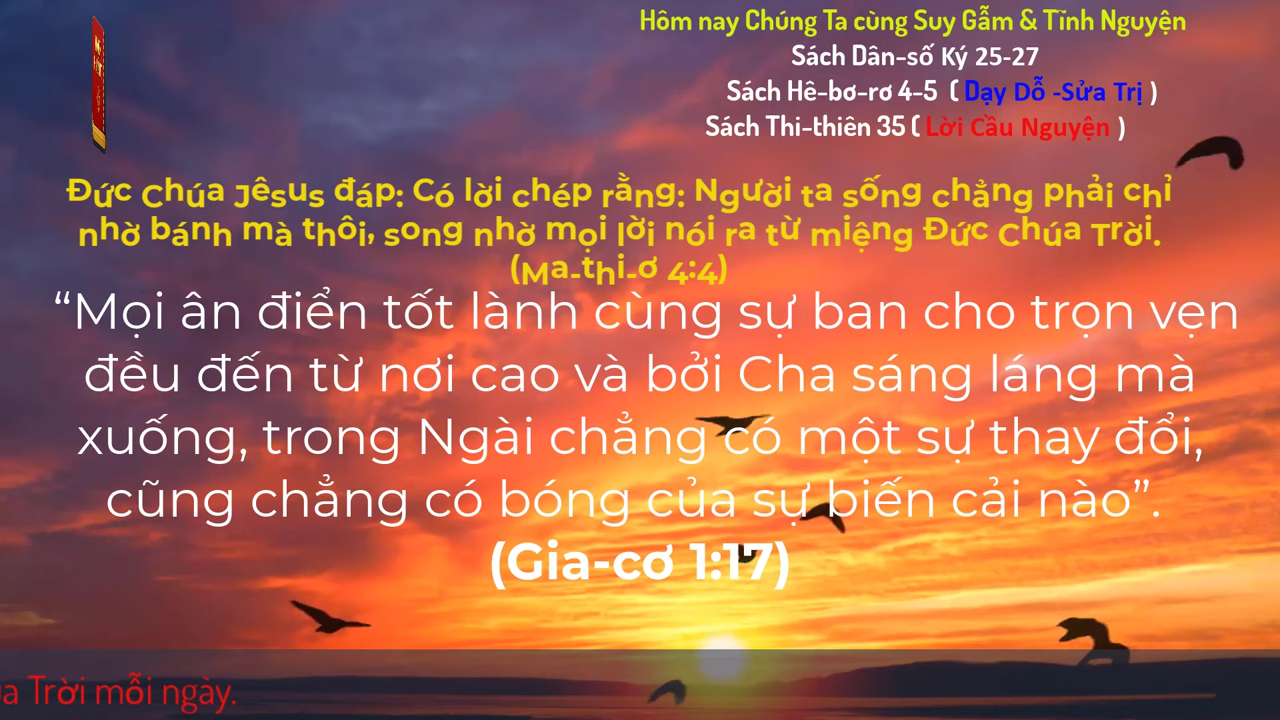 Hôm nay Chúng Ta cùng Suy Gẫm & Tĩnh Nguyện
Sách Dân-số Ký 25-27
Sách Hê-bơ-rơ 4-5 ( Dạy Dỗ -Sửa Trị )
Sách Thi-thiên 35 ( Lời Cầu Nguyện )
Đức Chúa Jêsus đáp: Có lời chép rằng: Người ta sống chẳng phải chỉ
nhờ bánh mà thôi, song nhờ mọi lời nói ra từ miệng Đức Chúa Trời.
(Ma-thi-ơ 4:4)
“Mọi ân điển tốt lành cùng sự ban cho trọn vẹn
đều đến từ nơi cao và bởi Cha sáng láng mà
xuống, trong Ngài chẳng có một sự thay đổi,
cũng chẳng có bóng của sự biến cải nào”.
(Gia-cơ 1:17)
Trời mỗi ngày.